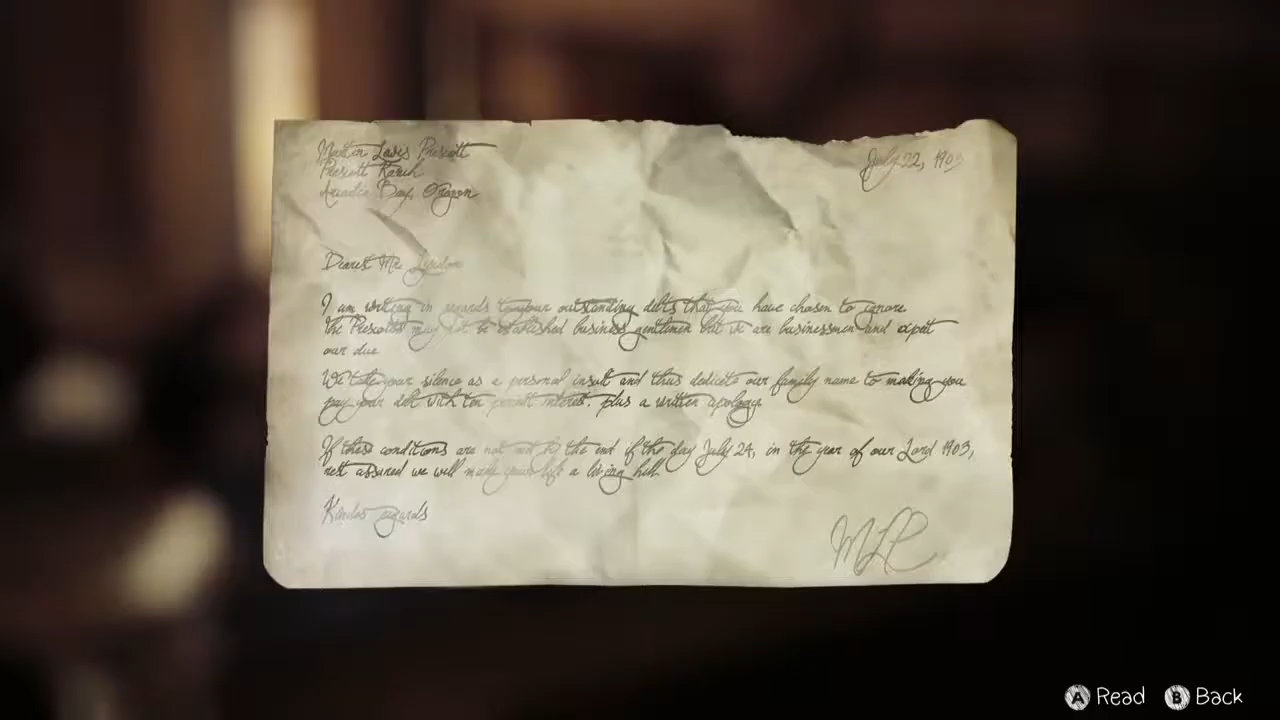 Martin Lewis Prescott
July 22, 1903
Prescott Ranch
Arcadia Bay, Oregon
Dearest Mr. Lyndon
I am writing in regards to your outstanding debts that you have chosen to ignore.
The Prescotts may not be established business gentlemen but we are businessmen and expect
our due.
We take your silence as a personal insult and thus dedicate our family name to making you
pay your debt with ten percent interest, plus a written apology.
If these conditions are not met by the end if the day July 24, in the year of our Lord 1903,
rest assured we will make your life a living hell.
Kindest regards
MLP
A Read B Back